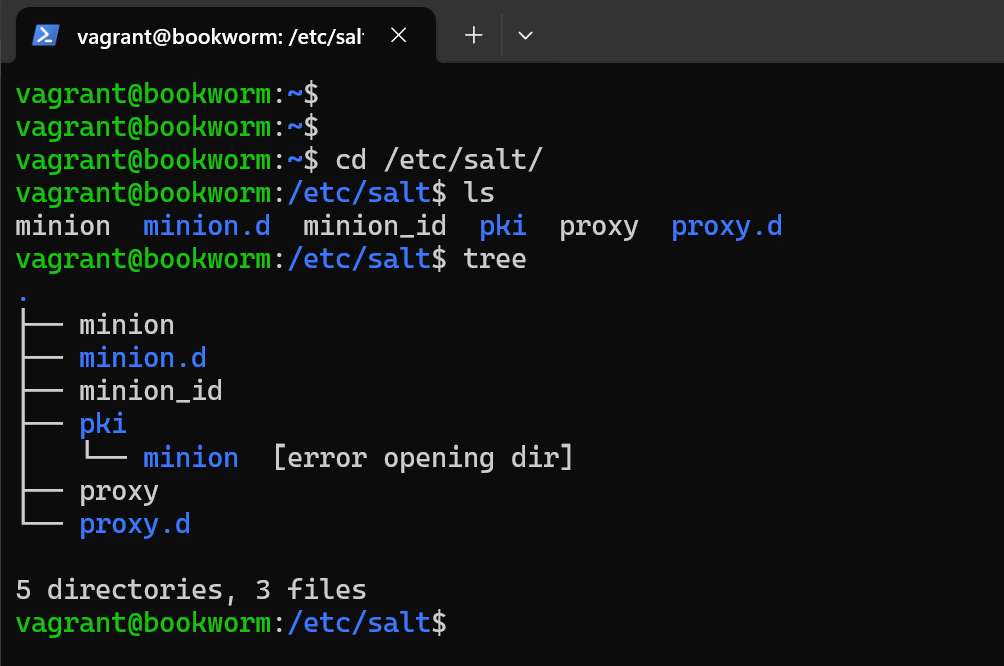 vagrant@bookworm: /etc/sal
vagrant@bookworm:~$
vagrant@bookworm:~$
vagrant@bookworm:~$ cd /etc/salt/
vagrant@bookworm:/etc/salt$ ls
minion  minion.d  minion_id  pki  proxy  proxy.d
vagrant@bookworm:/etc/salt$ tree
.
├── minion
├── minion.d
├── minion_id
├── pki
│   └── minion  [error opening dir]
├── proxy
└── proxy.d
5 directories, 3 files
vagrant@bookworm:/etc/salt$